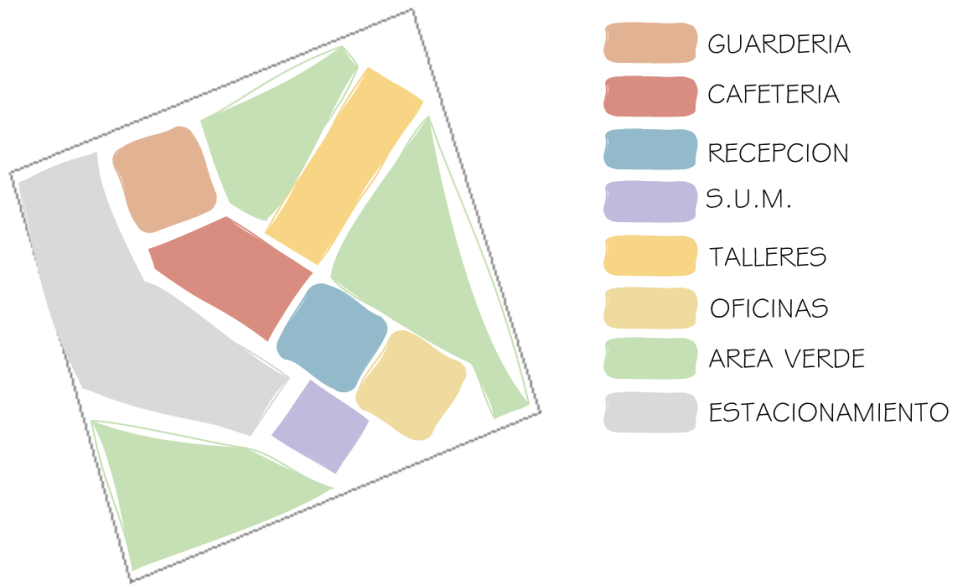 GUARDERIA
CAFETERIA
RECEPCION
S.U.M.
TALLERES
OFICINAS
AREA VERDE
ESTACIONAMIENTO